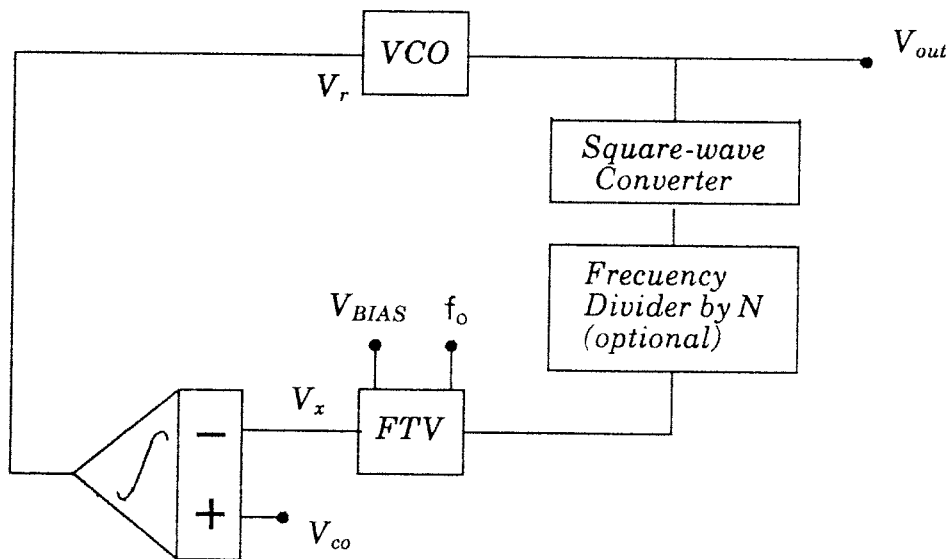 VCO
V_out
V_r
Square-wave
Converter
Frecuency
Divider by N
(optional)
V_BIAS
f_o
V_x
FTV
−
∫
+
V_co